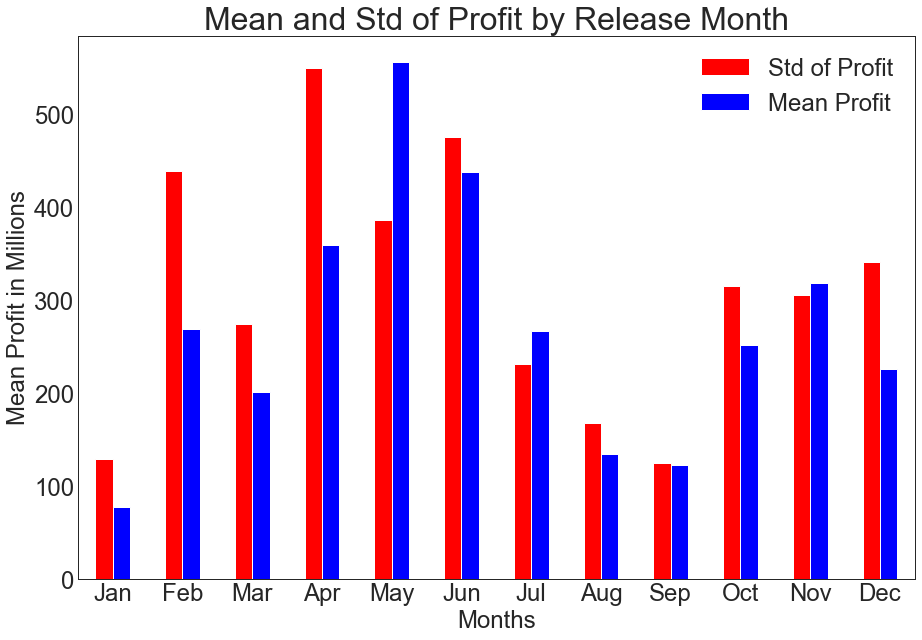 Mean and Std of Profit by Release Month
Std of Profit
Mean Profit
Mean Profit in Millions
500
400
300
200
100
0
Jan Feb Mar Apr May Jun Jul Aug Sep Oct Nov Dec
Months